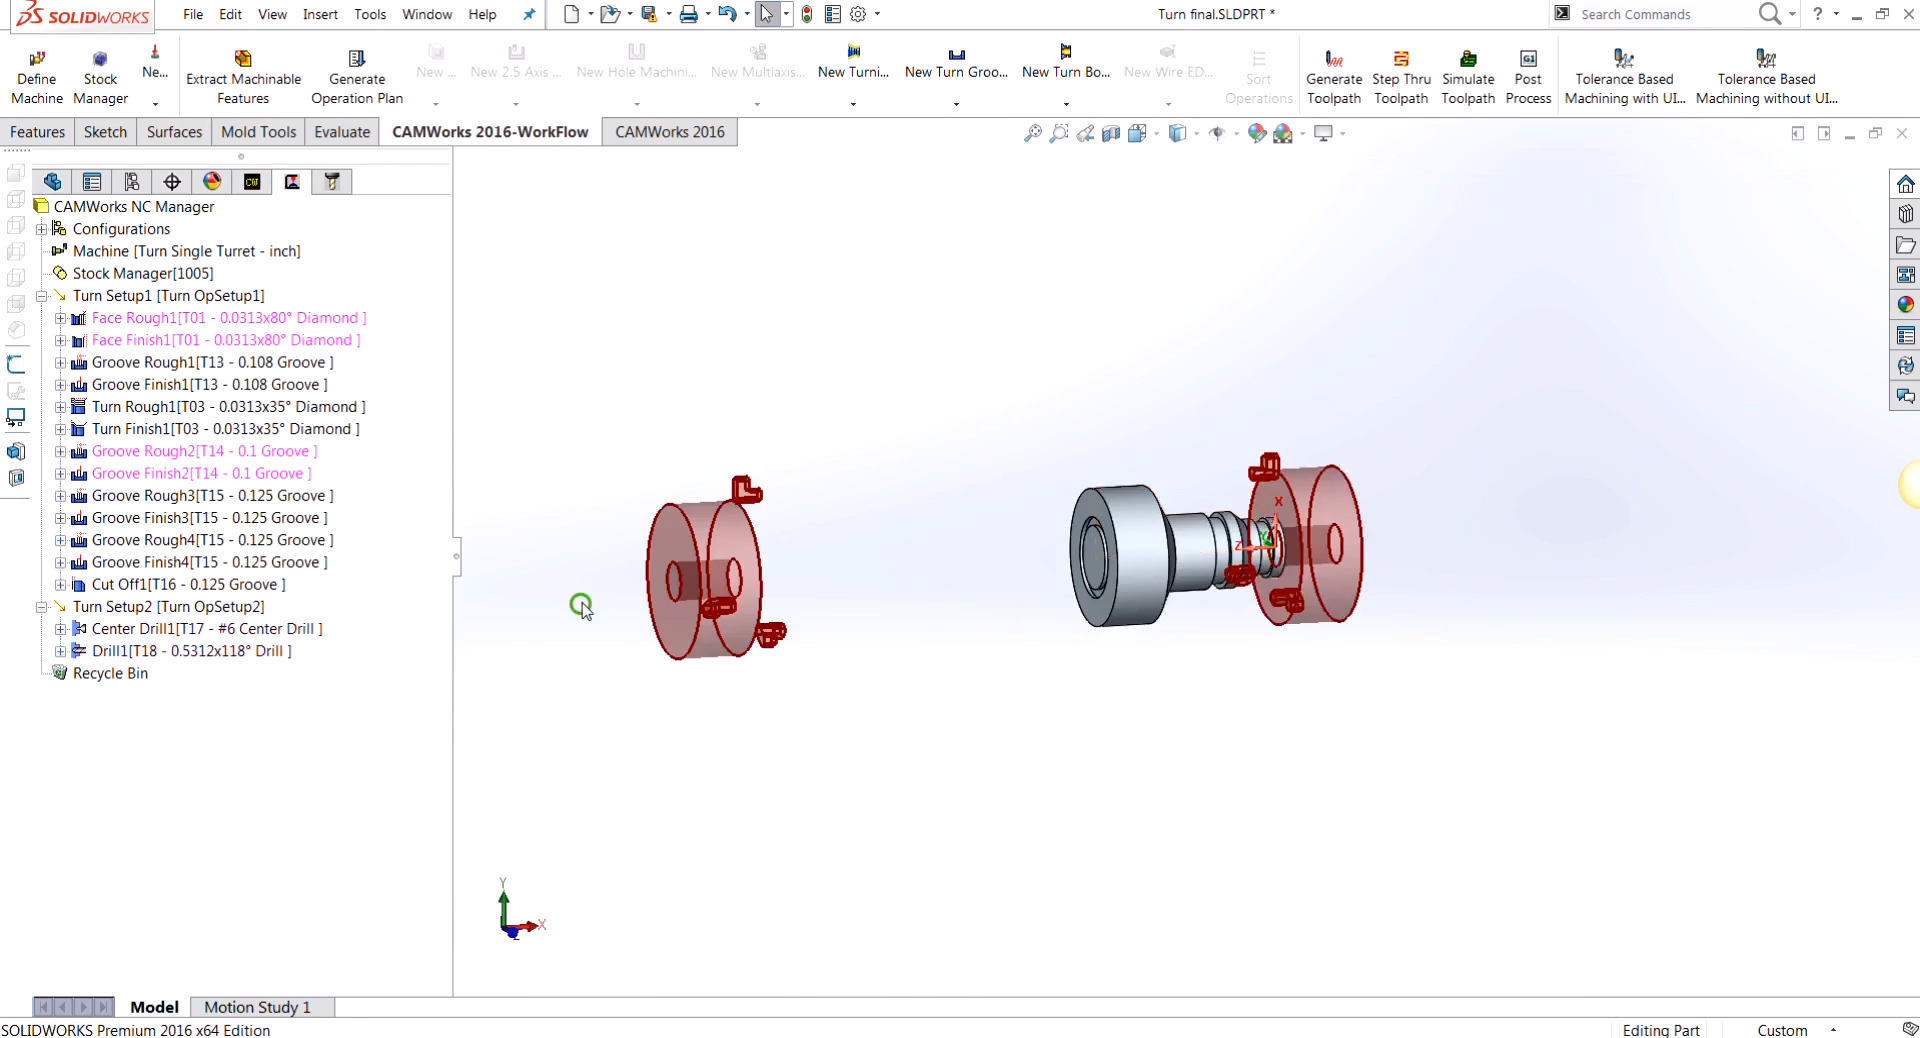 SOLIDWORKS File Edit View Insert Tools Window Help Turn final.SLDPRT * Search Commands ?
Define Machine
Stock Manager
Ne...
Extract Machinable Features
Generate Operation Plan
New ...
New 2.5 Axis ...
New Hole Machini...
New Multiaxis...
New Turni...
New Turn Groo...
New Turn Bo...
New Wire ED...
Sort Operations
Generate Toolpath
Step Thru Toolpath
Simulate Toolpath
G1
Post Process
Tolerance Based Machining with UI...
Tolerance Based Machining without UI...
Features Sketch Surfaces Mold Tools Evaluate CAMWorks 2016-WorkFlow CAMWorks 2016
CW
CAMWorks NC Manager
Configurations
Machine [Turn Single Turret - inch]
Stock Manager[1005]
Turn Setup1 [Turn OpSetup1]
Face Rough1[T01 - 0.0313x80° Diamond ]
Face Finish1[T01 - 0.0313x80° Diamond ]
Groove Rough1[T13 - 0.108 Groove ]
Groove Finish1[T13 - 0.108 Groove ]
Turn Rough1[T03 - 0.0313x35° Diamond ]
Turn Finish1[T03 - 0.0313x35° Diamond ]
Groove Rough2[T14 - 0.1 Groove ]
Groove Finish2[T14 - 0.1 Groove ]
Groove Rough3[T15 - 0.125 Groove ]
Groove Finish3[T15 - 0.125 Groove ]
Groove Rough4[T15 - 0.125 Groove ]
Groove Finish4[T15 - 0.125 Groove ]
Cut Off1[T16 - 0.125 Groove ]
Turn Setup2 [Turn OpSetup2]
Center Drill1[T17 - #6 Center Drill ]
Drill1[T18 - 0.5312x118° Drill ]
Recycle Bin
X
Z Y
Y
X
Z
Model Motion Study 1
SOLIDWORKS Premium 2016 x64 Edition Editing Part Custom